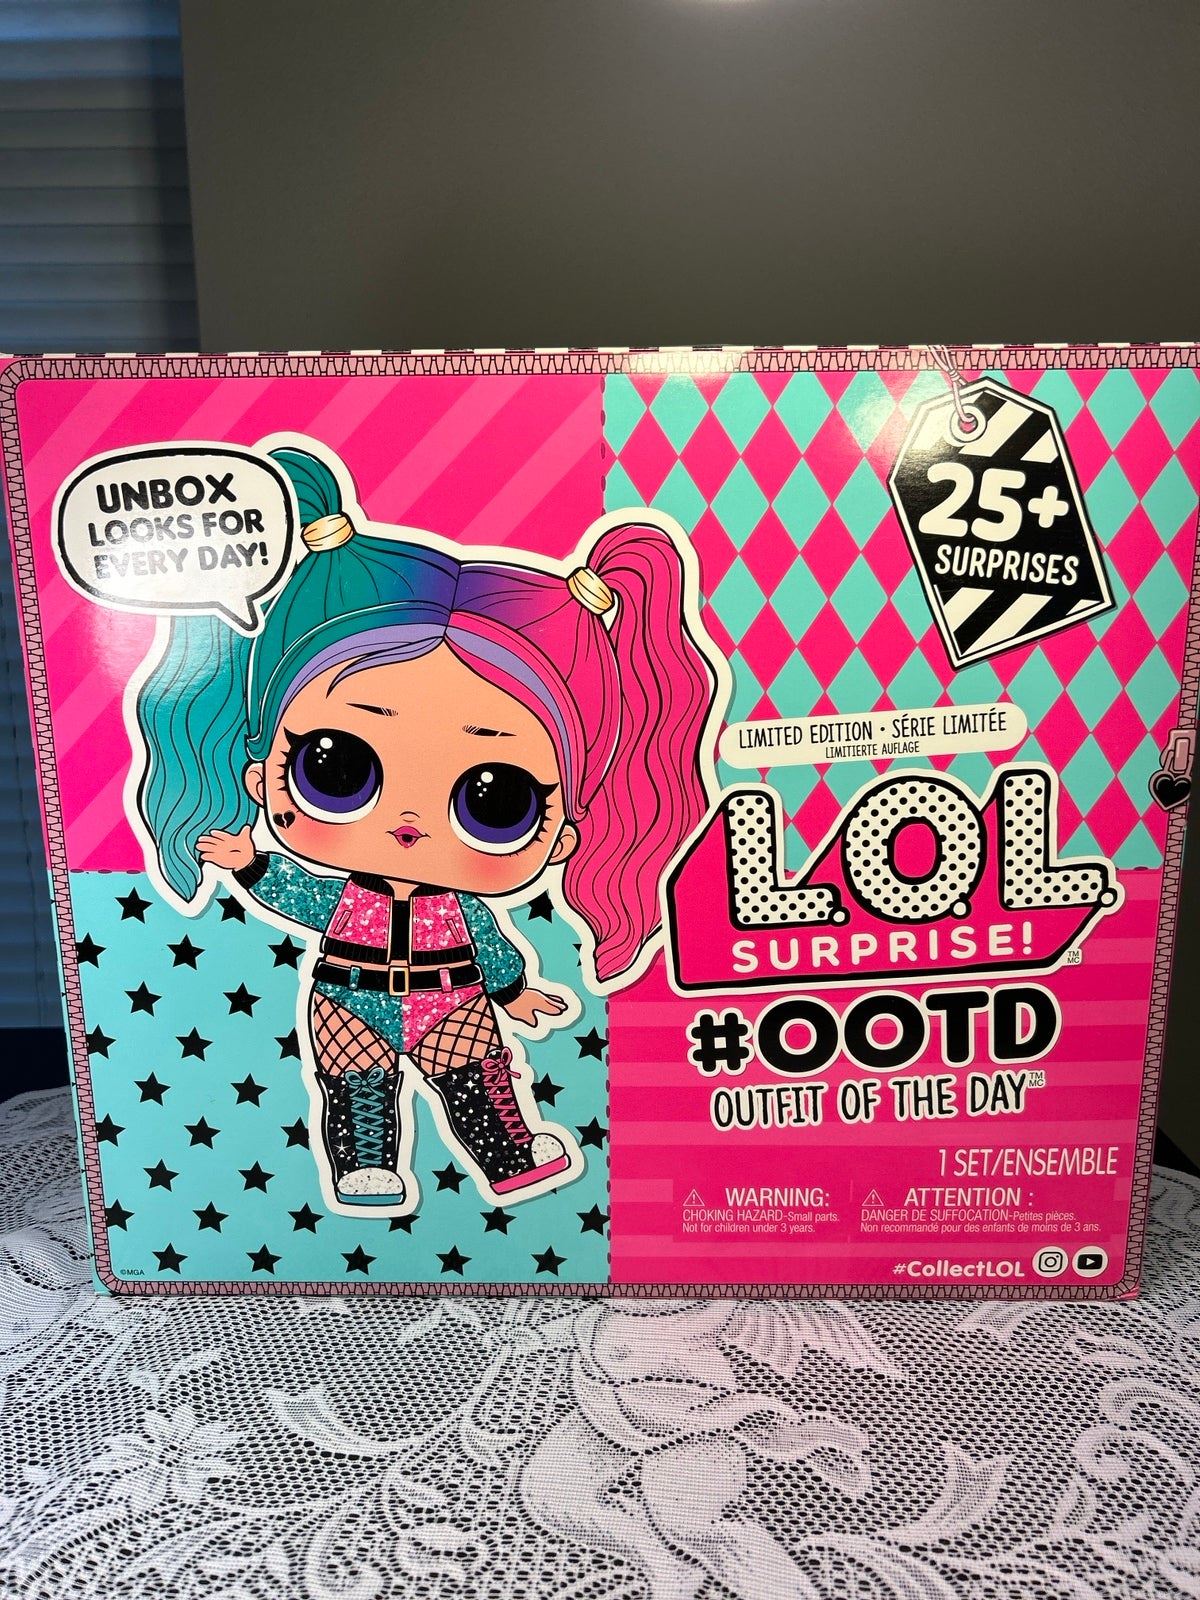 UNBOX
LOOKS FOR
EVERY DAY!
25+
SURPRISES
LIMITED EDITION · SÉRIE LIMITÉE
LIMITIERTE AUFLAGE
L.O.L.
SURPRISE!
TM
MC
#OOTD
OUTFIT OF THE DAY TM
MC
1 SET/ENSEMBLE
⚠ WARNING:
CHOKING HAZARD-Small parts.
Not for children under 3 years.
⚠ ATTENTION :
DANGER DE SUFFOCATION-Petites pièces.
Non recommandé pour des enfants de moins de 3 ans.
#CollectLOL
©MGA